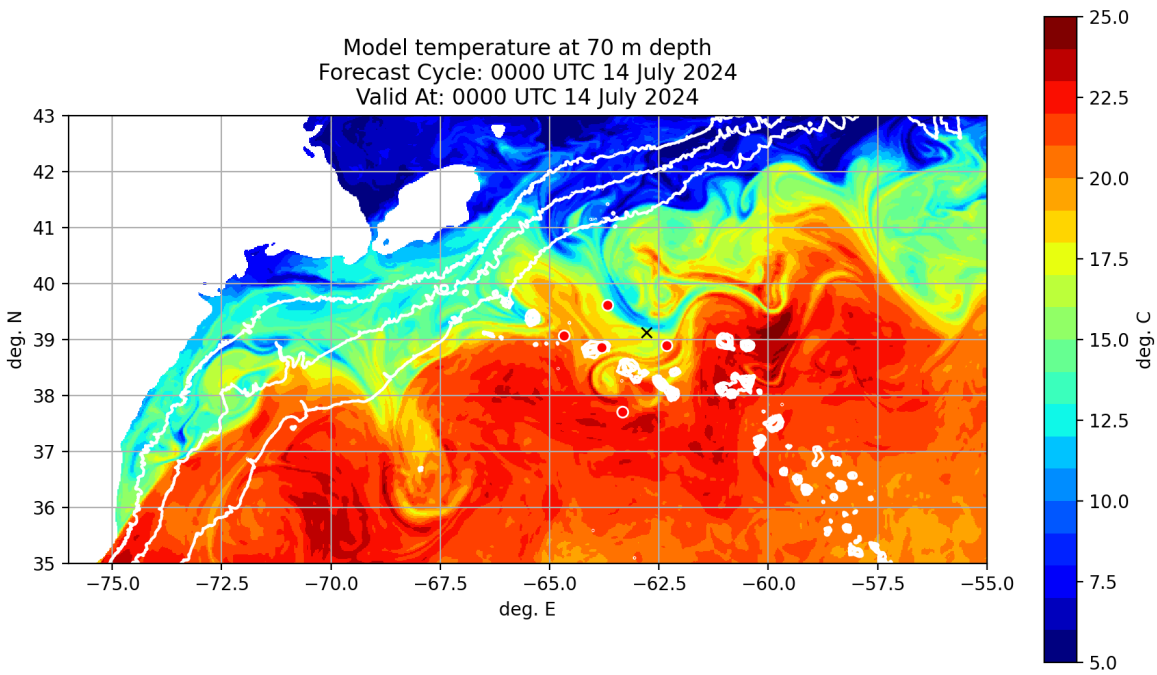 Model temperature at 70 m depth
Forecast Cycle: 0000 UTC 14 July 2024
Valid At: 0000 UTC 14 July 2024
43
42
41
40
39
38
37
36
35
deg. N
−75.0 −72.5 −70.0 −67.5 −65.0 −62.5 −60.0 −57.5 −55.0
deg. E
25.0
22.5
20.0
17.5
15.0
12.5
10.0
7.5
5.0
deg. C